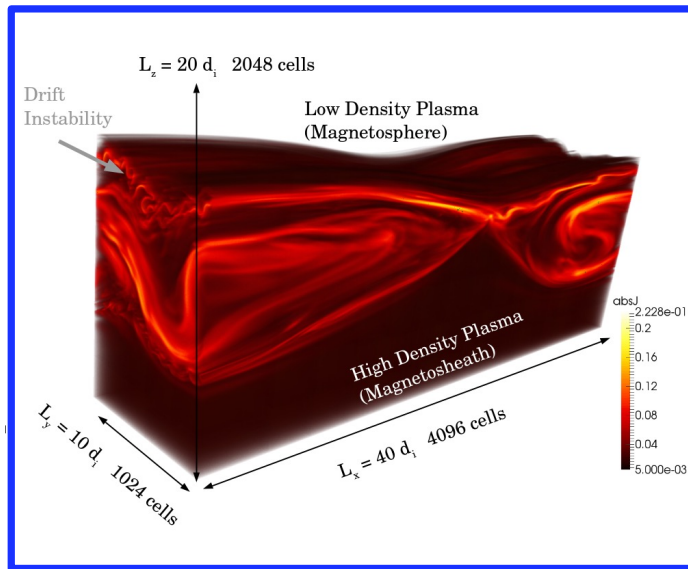 L_z = 20 d_i 2048 cells
Drift
Instability
Low Density Plasma
(Magnetosphere)
High Density Plasma
(Magnetosheath)
L_y = 10 d_i 1024 cells
L_x = 40 d_i 4096 cells
absJ
2.228e-01
0.2
0.16
0.12
0.08
0.04
5.000e-03